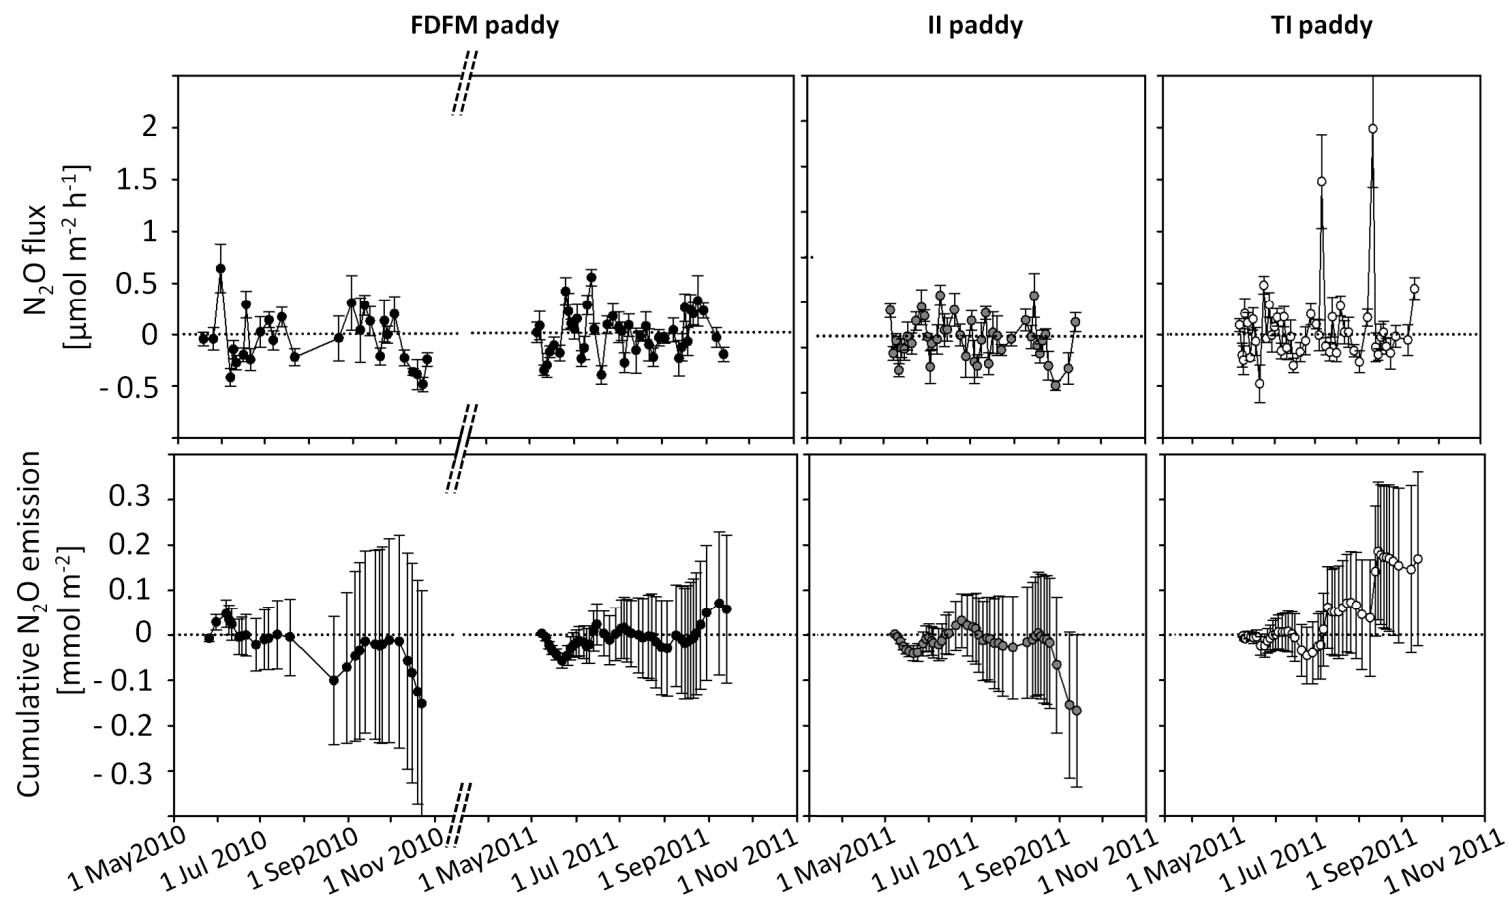 FDFM paddy II paddy TI paddy
N2O flux
[µmol m-2 h-1]
2
1.5
1
0.5
0
- 0.5
Cumulative N2O emission
[mmol m-2]
0.3
0.2
0.1
0
- 0.1
- 0.2
- 0.3
1 May2010 1 Jul 2010 1 Sep2010 1 Nov 2010 1 May2011 1 Jul 2011 1 Sep2011 1 Nov 2011 1 May2011 1 Jul 2011 1 Sep2011 1 Nov 2011 1 May2011 1 Jul 2011 1 Sep2011 1 Nov 2011